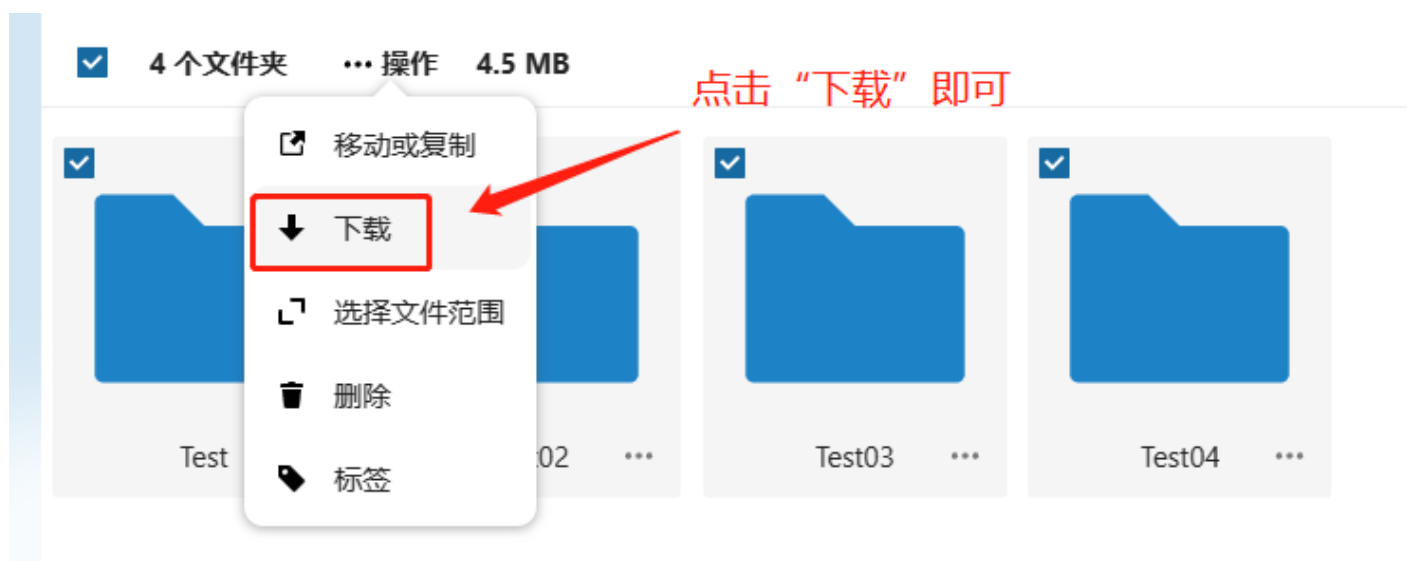 4 个文件夹 ··· 操作 4.5 MB
点击“下载”即可
移动或复制
下载
选择文件范围
删除
标签
Test
02 ···
Test03 ···
Test04 ···